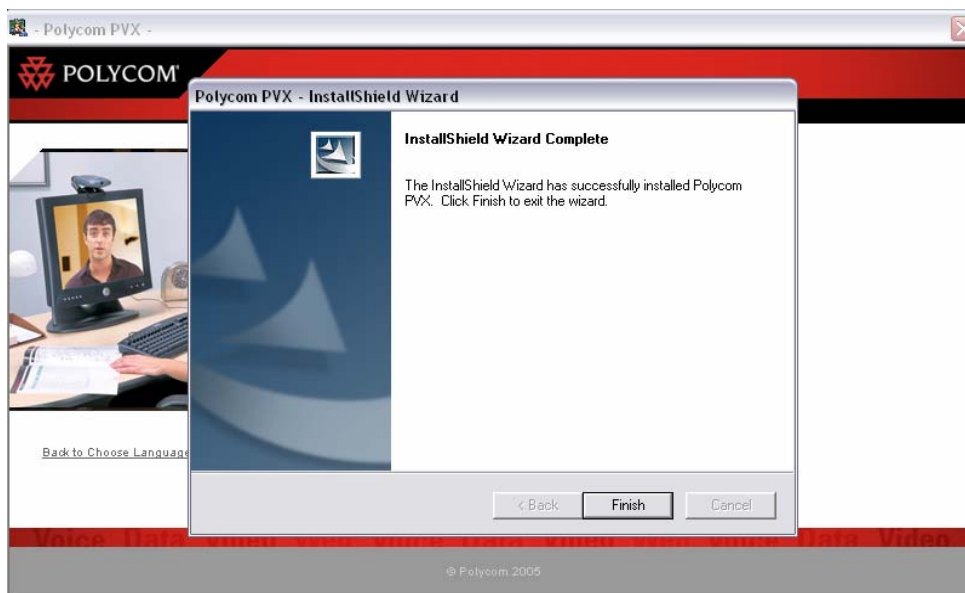 - Polycom PVX -
POLYCOM
Polycom PVX - InstallShield Wizard
InstallShield Wizard Complete
The InstallShield Wizard has successfully installed Polycom
PVX. Click Finish to exit the wizard.
Back to Choose Language
< Back Finish Cancel
Voice Data Video Web Voice Data Video Web Voice Data Video
© Polycom 2005